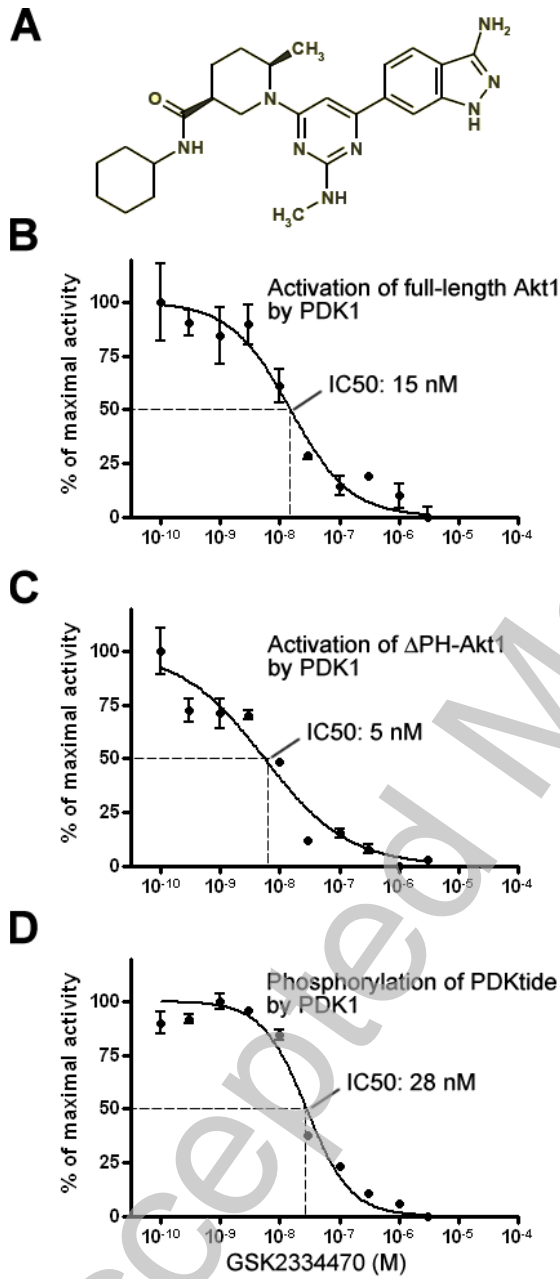 A
NH₂
CH₃
N
O
N
N
H
NH
N
N
NH
H₃C
B
Activation of full-length Akt1
by PDK1
IC50: 15 nM
% of maximal activity
100
75
50
25
0
10⁻¹⁰ 10⁻⁹ 10⁻⁸ 10⁻⁷ 10⁻⁶ 10⁻⁵ 10⁻⁴
C
Activation of ΔPH-Akt1
by PDK1
IC50: 5 nM
% of maximal activity
100
75
50
25
0
10⁻¹⁰ 10⁻⁹ 10⁻⁸ 10⁻⁷ 10⁻⁶ 10⁻⁵ 10⁻⁴
D
Phosphorylation of PDKtide
by PDK1
IC50: 28 nM
% of maximal activity
100
75
50
25
0
10⁻¹⁰ 10⁻⁹ 10⁻⁸ 10⁻⁷ 10⁻⁶ 10⁻⁵ 10⁻⁴
GSK2334470 (M)
cepted M